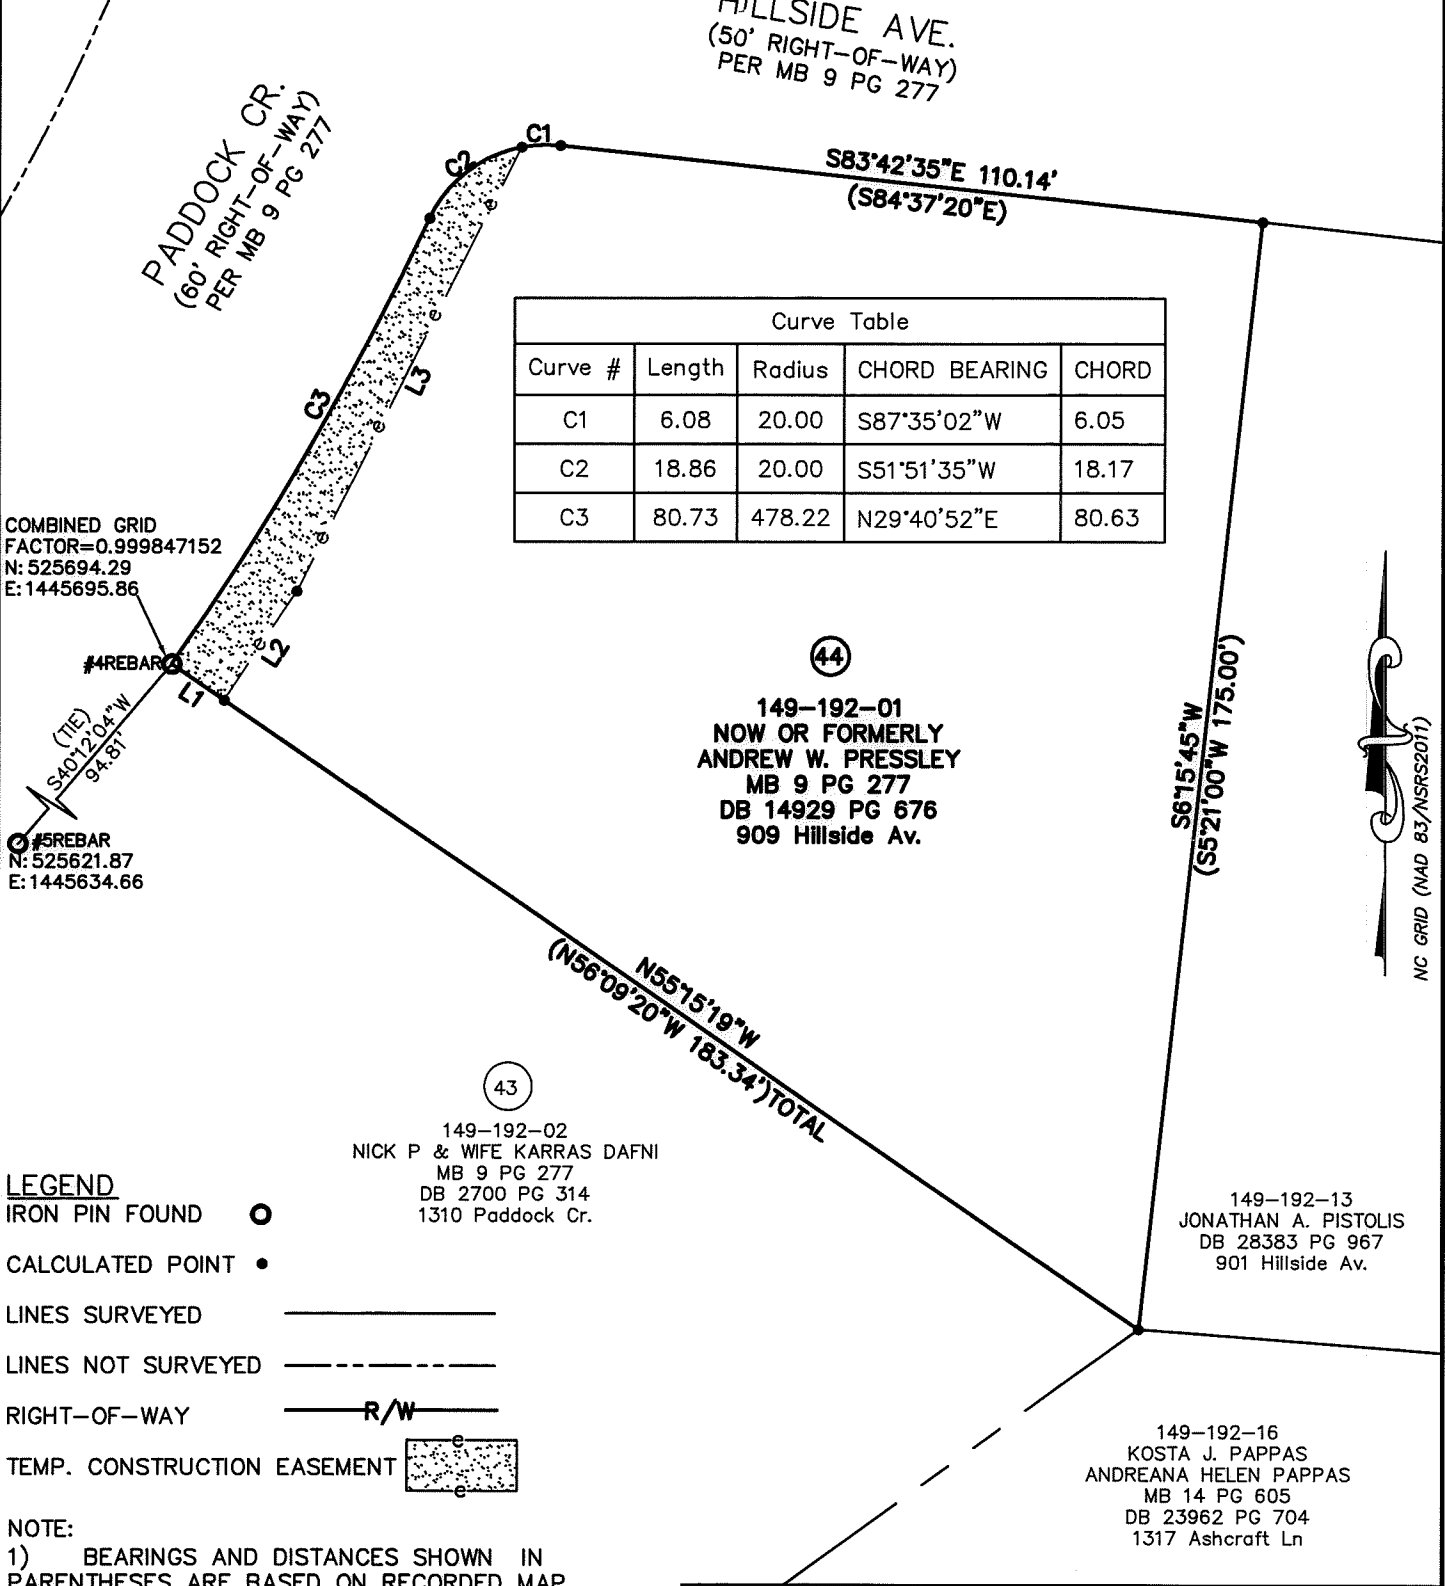 HILLSIDE AVE.
(50' RIGHT-OF-WAY)
PER MB 9 PG 277
PADDOCK CR.
(60' RIGHT-OF-WAY)
PER MB 9 PG 277
C1
C2
S83°42'35"E 110.14'
(S84°37'20"E)
e
e
e
e
e
L3
C3
Curve Table
Curve # Length Radius CHORD BEARING CHORD
C1 6.08 20.00 S87°35'02"W 6.05
C2 18.86 20.00 S51°51'35"W 18.17
C3 80.73 478.22 N29°40'52"E 80.63
COMBINED GRID
FACTOR=0.999847152
N: 525694.29
E: 1445695.86
#4REBAR
L1
L2
(TIE)
S40°12'04"W
94.81'
#5REBAR
N: 525621.87
E: 1445634.66
44
149-192-01
NOW OR FORMERLY
ANDREW W. PRESSLEY
MB 9 PG 277
DB 14929 PG 676
909 Hillside Av.
S6°15'45"W
(S5°21'00"W 175.00')
NC GRID (NAD 83/NSRS2011)
N55°15'19"W
(N56°09'20"W 183.34')TOTAL
43
149-192-02
NICK P & WIFE KARRAS DAFNI
MB 9 PG 277
DB 2700 PG 314
1310 Paddock Cr.
149-192-13
JONATHAN A. PISTOLIS
DB 28383 PG 967
901 Hillside Av.
149-192-16
KOSTA J. PAPPAS
ANDREANA HELEN PAPPAS
MB 14 PG 605
DB 23962 PG 704
1317 Ashcraft Ln
LEGEND
IRON PIN FOUND
CALCULATED POINT
LINES SURVEYED
LINES NOT SURVEYED
RIGHT-OF-WAY R/W
e
TEMP. CONSTRUCTION EASEMENT
e
NOTE:
1) BEARINGS AND DISTANCES SHOWN IN
PARENTHESES ARE BASED ON RECORDED MAP